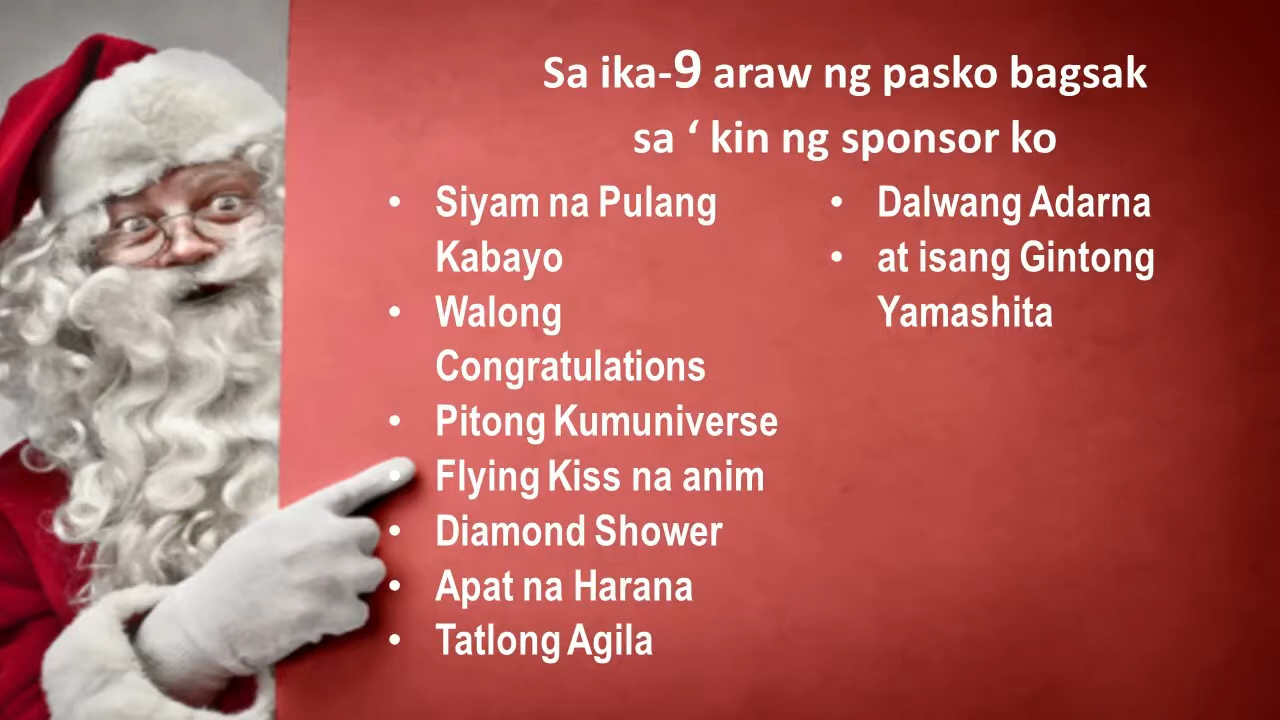 Sa ika-9 araw ng pasko bagsak
sa ‘ kin ng sponsor ko
• Siyam na Pulang
Kabayo
• Walong
Congratulations
• Pitong Kumuniverse
• Flying Kiss na anim
• Diamond Shower
• Apat na Harana
• Tatlong Agila
• Dalwang Adarna
• at isang Gintong
Yamashita